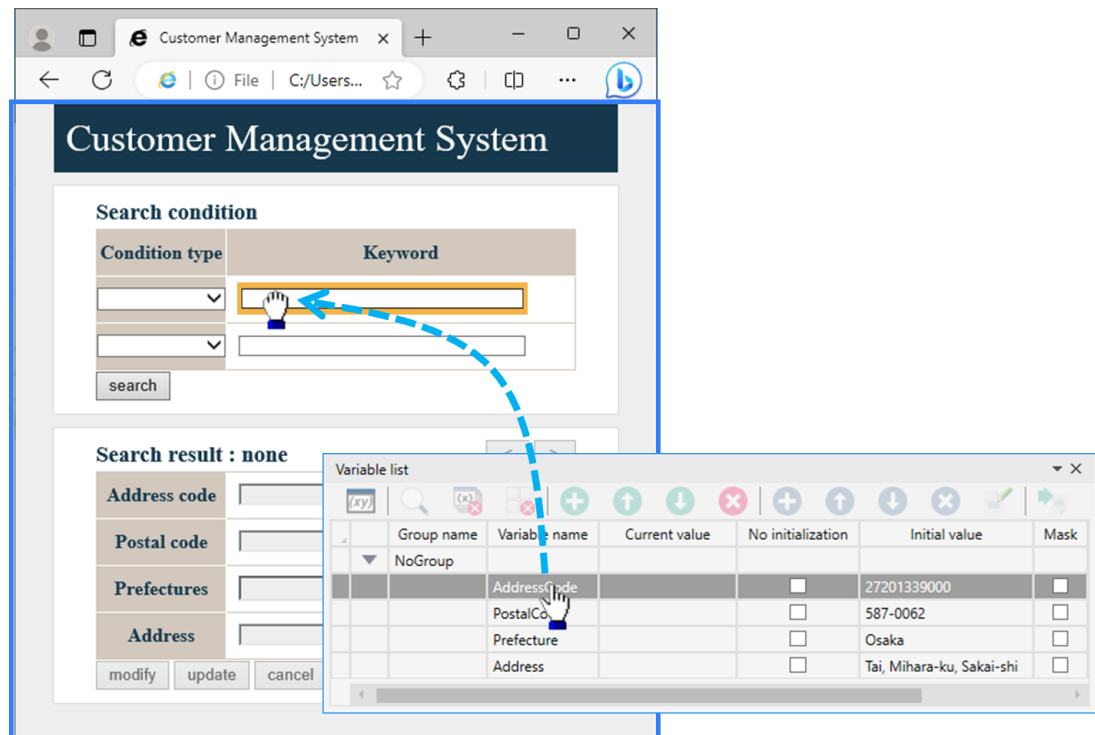 Customer Management System
File C:/Users...
Customer Management System
Search condition
Condition type Keyword
search
Search result : none
< >
Address code
Postal code
Prefectures
Address
modify update cancel
Variable list
(xy) (x)
Group name Variable name Current value No initialization Initial value Mask
NoGroup
AddressCode 27201339000
PostalCo 587-0062
Prefecture Osaka
Address Tai, Mihara-ku, Sakai-shi